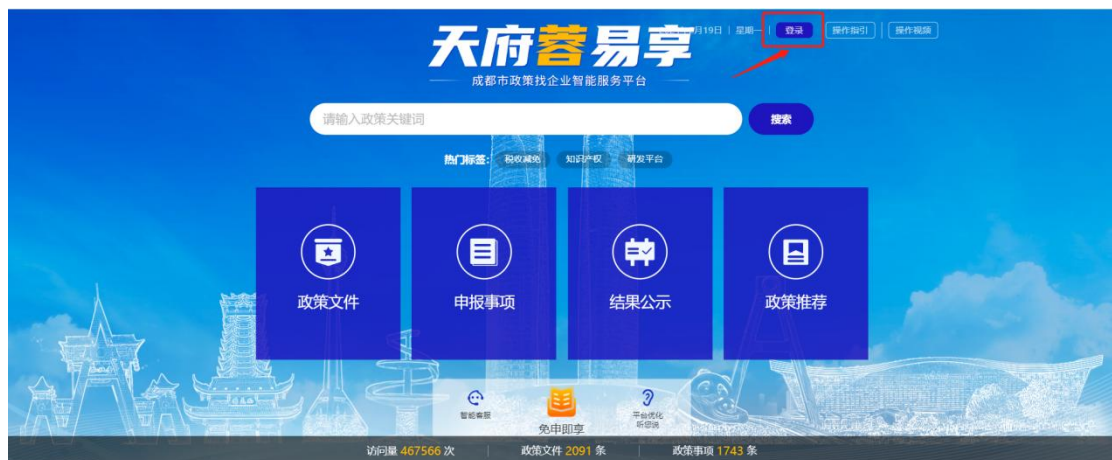 天府蓉易享
月19日 | 星期一 | 登录 操作指引 | 操作视频
成都市政策找企业智能服务平台
请输入政策关键词 搜索
热门标签： 税收减免 知识产权 研发平台
政策文件 申报事项 结果公示 政策推荐
智能客服 免申即享 平台优化
听您说
访问量 467566 次 | 政策文件 2091 条 | 政策事项 1743 条